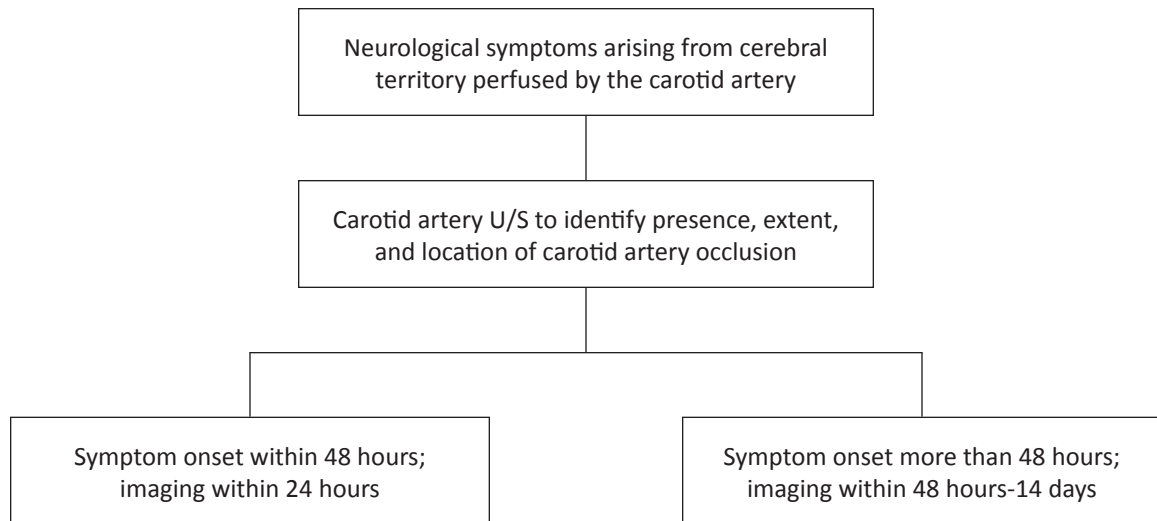 Neurological symptoms arising from cerebral
territory perfused by the carotid artery
Carotid artery U/S to identify presence, extent,
and location of carotid artery occlusion
Symptom onset within 48 hours;
imaging within 24 hours
Symptom onset more than 48 hours;
imaging within 48 hours-14 days